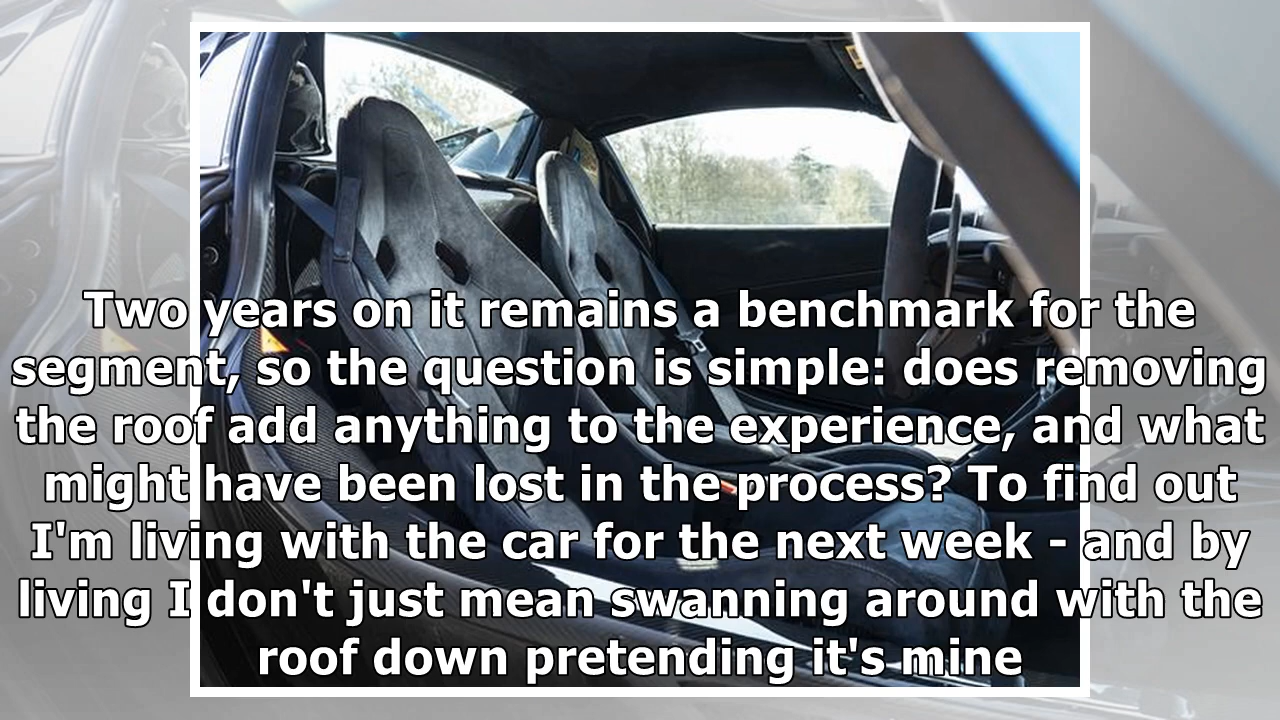 Two years on it remains a benchmark for the
segment, so the question is simple: does removing
the roof add anything to the experience, and what
might have been lost in the process? To find out
I'm living with the car for the next week - and by
living I don't just mean swanning around with the
roof down pretending it's mine